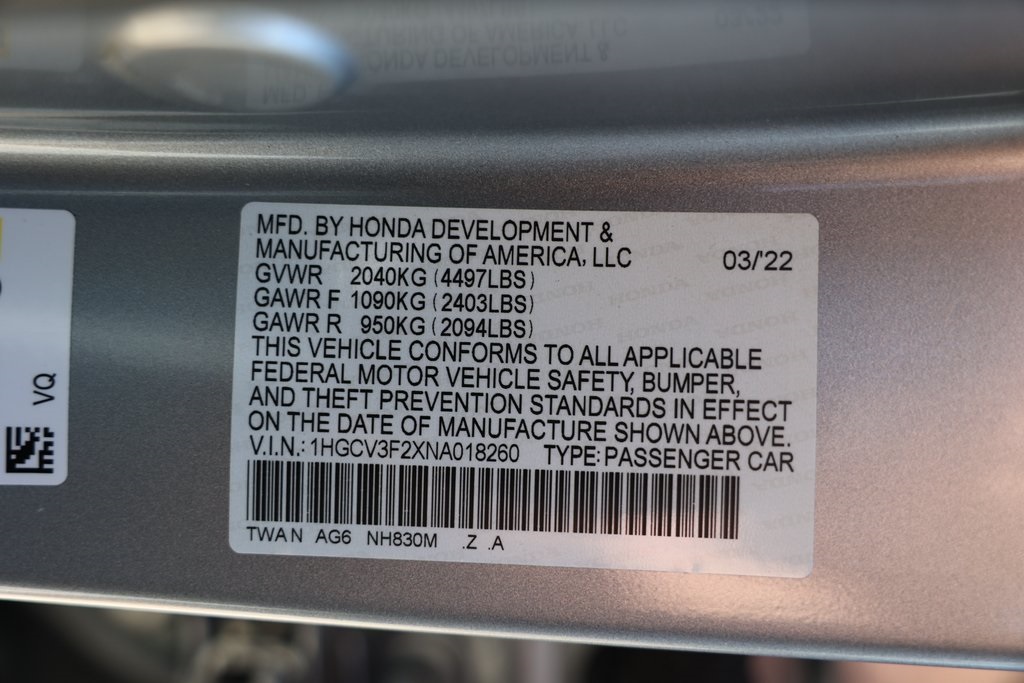 MFD. BY HONDA DEVELOPMENT &
MANUFACTURING OF AMERICA, LLC 03/'22
GVWR 2040KG (4497LBS)
GAWR F 1090KG (2403LBS)
GAWR R 950KG (2094LBS)
THIS VEHICLE CONFORMS TO ALL APPLICABLE
FEDERAL MOTOR VEHICLE SAFETY, BUMPER,
AND THEFT PREVENTION STANDARDS IN EFFECT
ON THE DATE OF MANUFACTURE SHOWN ABOVE.
V.I.N.: 1HGCV3F2XNA018260 TYPE: PASSENGER CAR
TWAN AG6 NH830M .Z .A
VQ